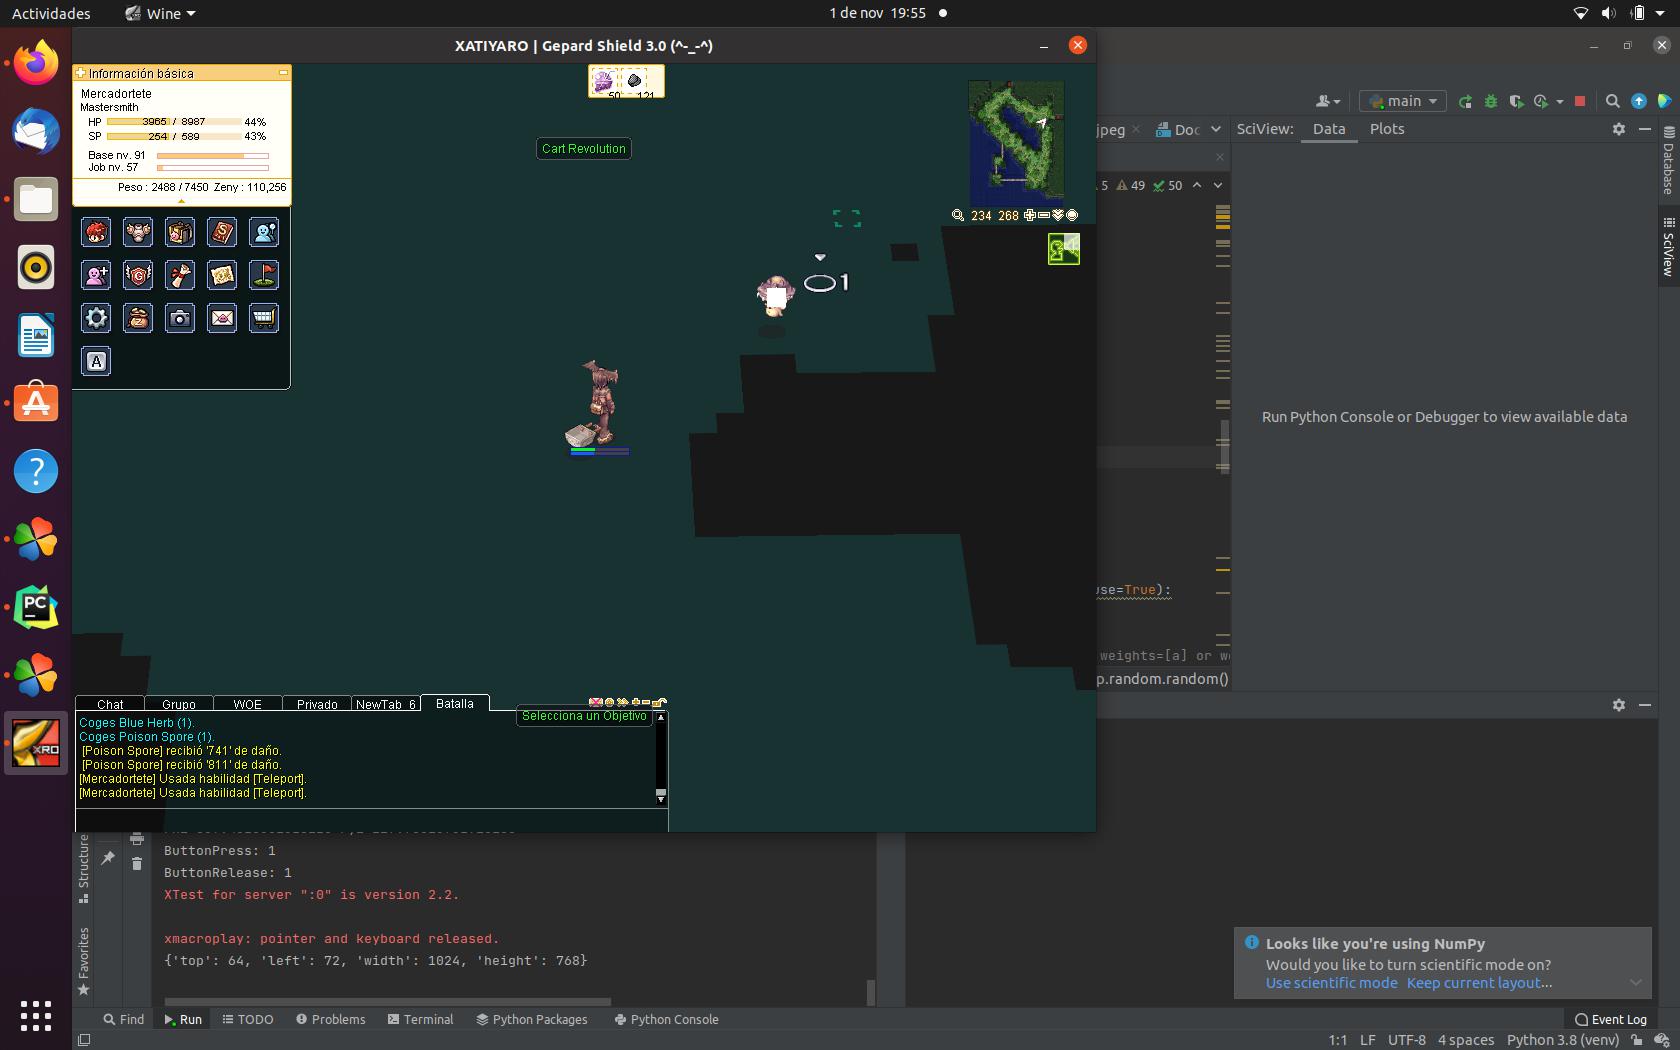 Actividades
Wine
1 de nov 19:55
XATIYARO | Gepard Shield 3.0 (^-_-^)
Información básica
Mercadortete
Mastersmith
HP 3965 / 8987 44%
SP 254 / 589 43%
Base nv. 91
Job nv. 57
Peso : 2488 / 7450 Zeny : 110,256
50 121
Cart Revolution
234 268
1
A
Chat Grupo WOE Privado NewTab_6 Batalla
Selecciona un Objetivo
Coges Blue Herb (1).
Coges Poison Spore (1).
[Poison Spore] recibió '741' de daño.
[Poison Spore] recibió '811' de daño.
[Mercadortete] Usada habilidad [Teleport].
[Mercadortete] Usada habilidad [Teleport].
XRO
PC
main
jpeg
Doc
SciView: Data Plots
5 49 50
Database
SciView
Run Python Console or Debugger to view available data
use=True):
weights=[a] or w
p.random.random()
Structure
Favorites
ButtonPress: 1
ButtonRelease: 1
XTest for server ":0" is version 2.2.
xmacroplay: pointer and keyboard released.
{'top': 64, 'left': 72, 'width': 1024, 'height': 768}
Looks like you're using NumPy
Would you like to turn scientific mode on?
Use scientific mode Keep current layout...
Find Run TODO Problems Terminal Python Packages Python Console
Event Log
1:1 LF UTF-8 4 spaces Python 3.8 (venv)